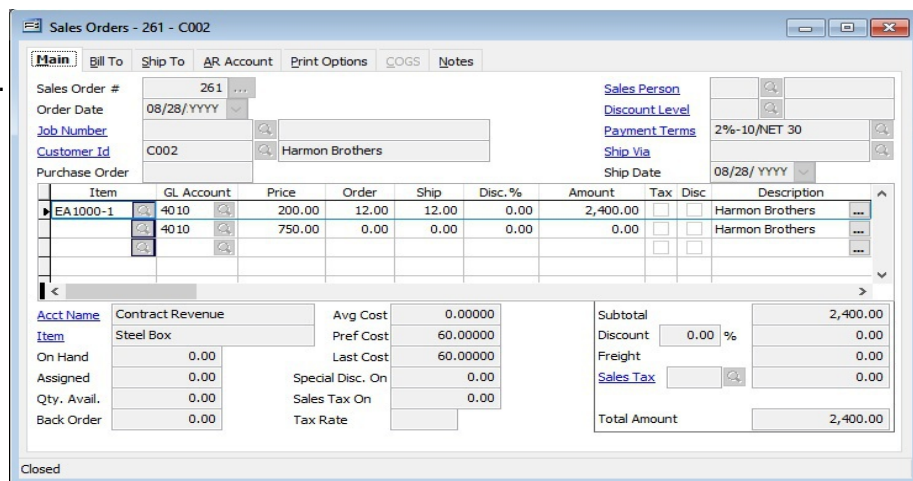 Sales Orders - 261 - C002
Main Bill To Ship To AR Account Print Options COGS Notes
Sales Order # 261 ... Sales Person
Order Date 08/28/.YYYY Discount Level
Job Number Payment Terms 2%-10/NET 30
Customer Id C002 Harmon Brothers Ship Via
Purchase Order Ship Date 08/28/ YYYY
Item GL Account Price Order Ship Disc. % Amount Tax Disc Description
EA1000-1 4010 200.00 12.00 12.00 0.00 2,400.00 Harmon Brothers ...
4010 750.00 0.00 0.00 0.00 0.00 Harmon Brothers ...
...
Acct Name Contract Revenue Avg Cost 0.00000 Subtotal 2,400.00
Item Steel Box Pref Cost 60.00000 Discount 0.00 % 0.00
On Hand 0.00 Last Cost 60.00000 Freight 0.00
Assigned 0.00 Special Disc. On 0.00 Sales Tax 0.00
Qty. Avail. 0.00 Sales Tax On 0.00
Back Order 0.00 Tax Rate Total Amount 2,400.00
Closed